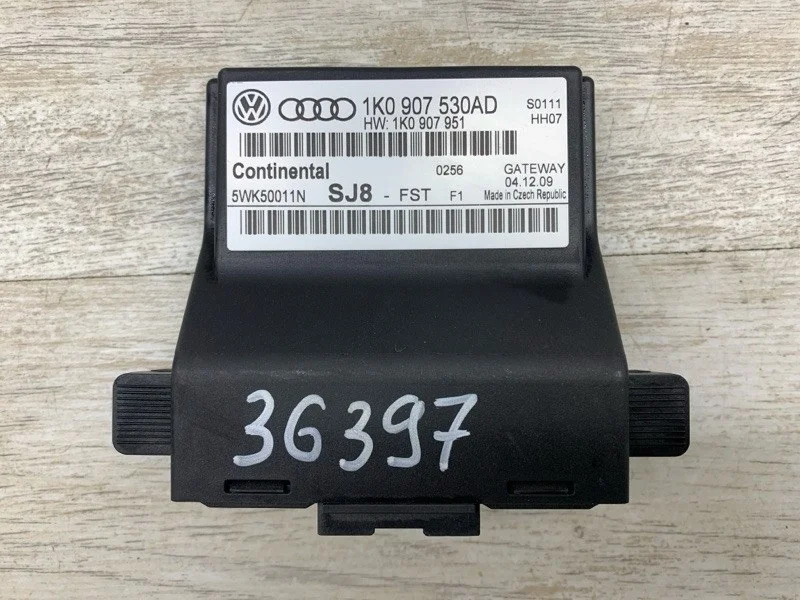 1K0 907 530AD S0111
HW: 1K0 907 951 HH07
Continental 0256 GATEWAY
04.12.09
5WK50011N SJ8 - FST F1 Made in Czech Republic
36397